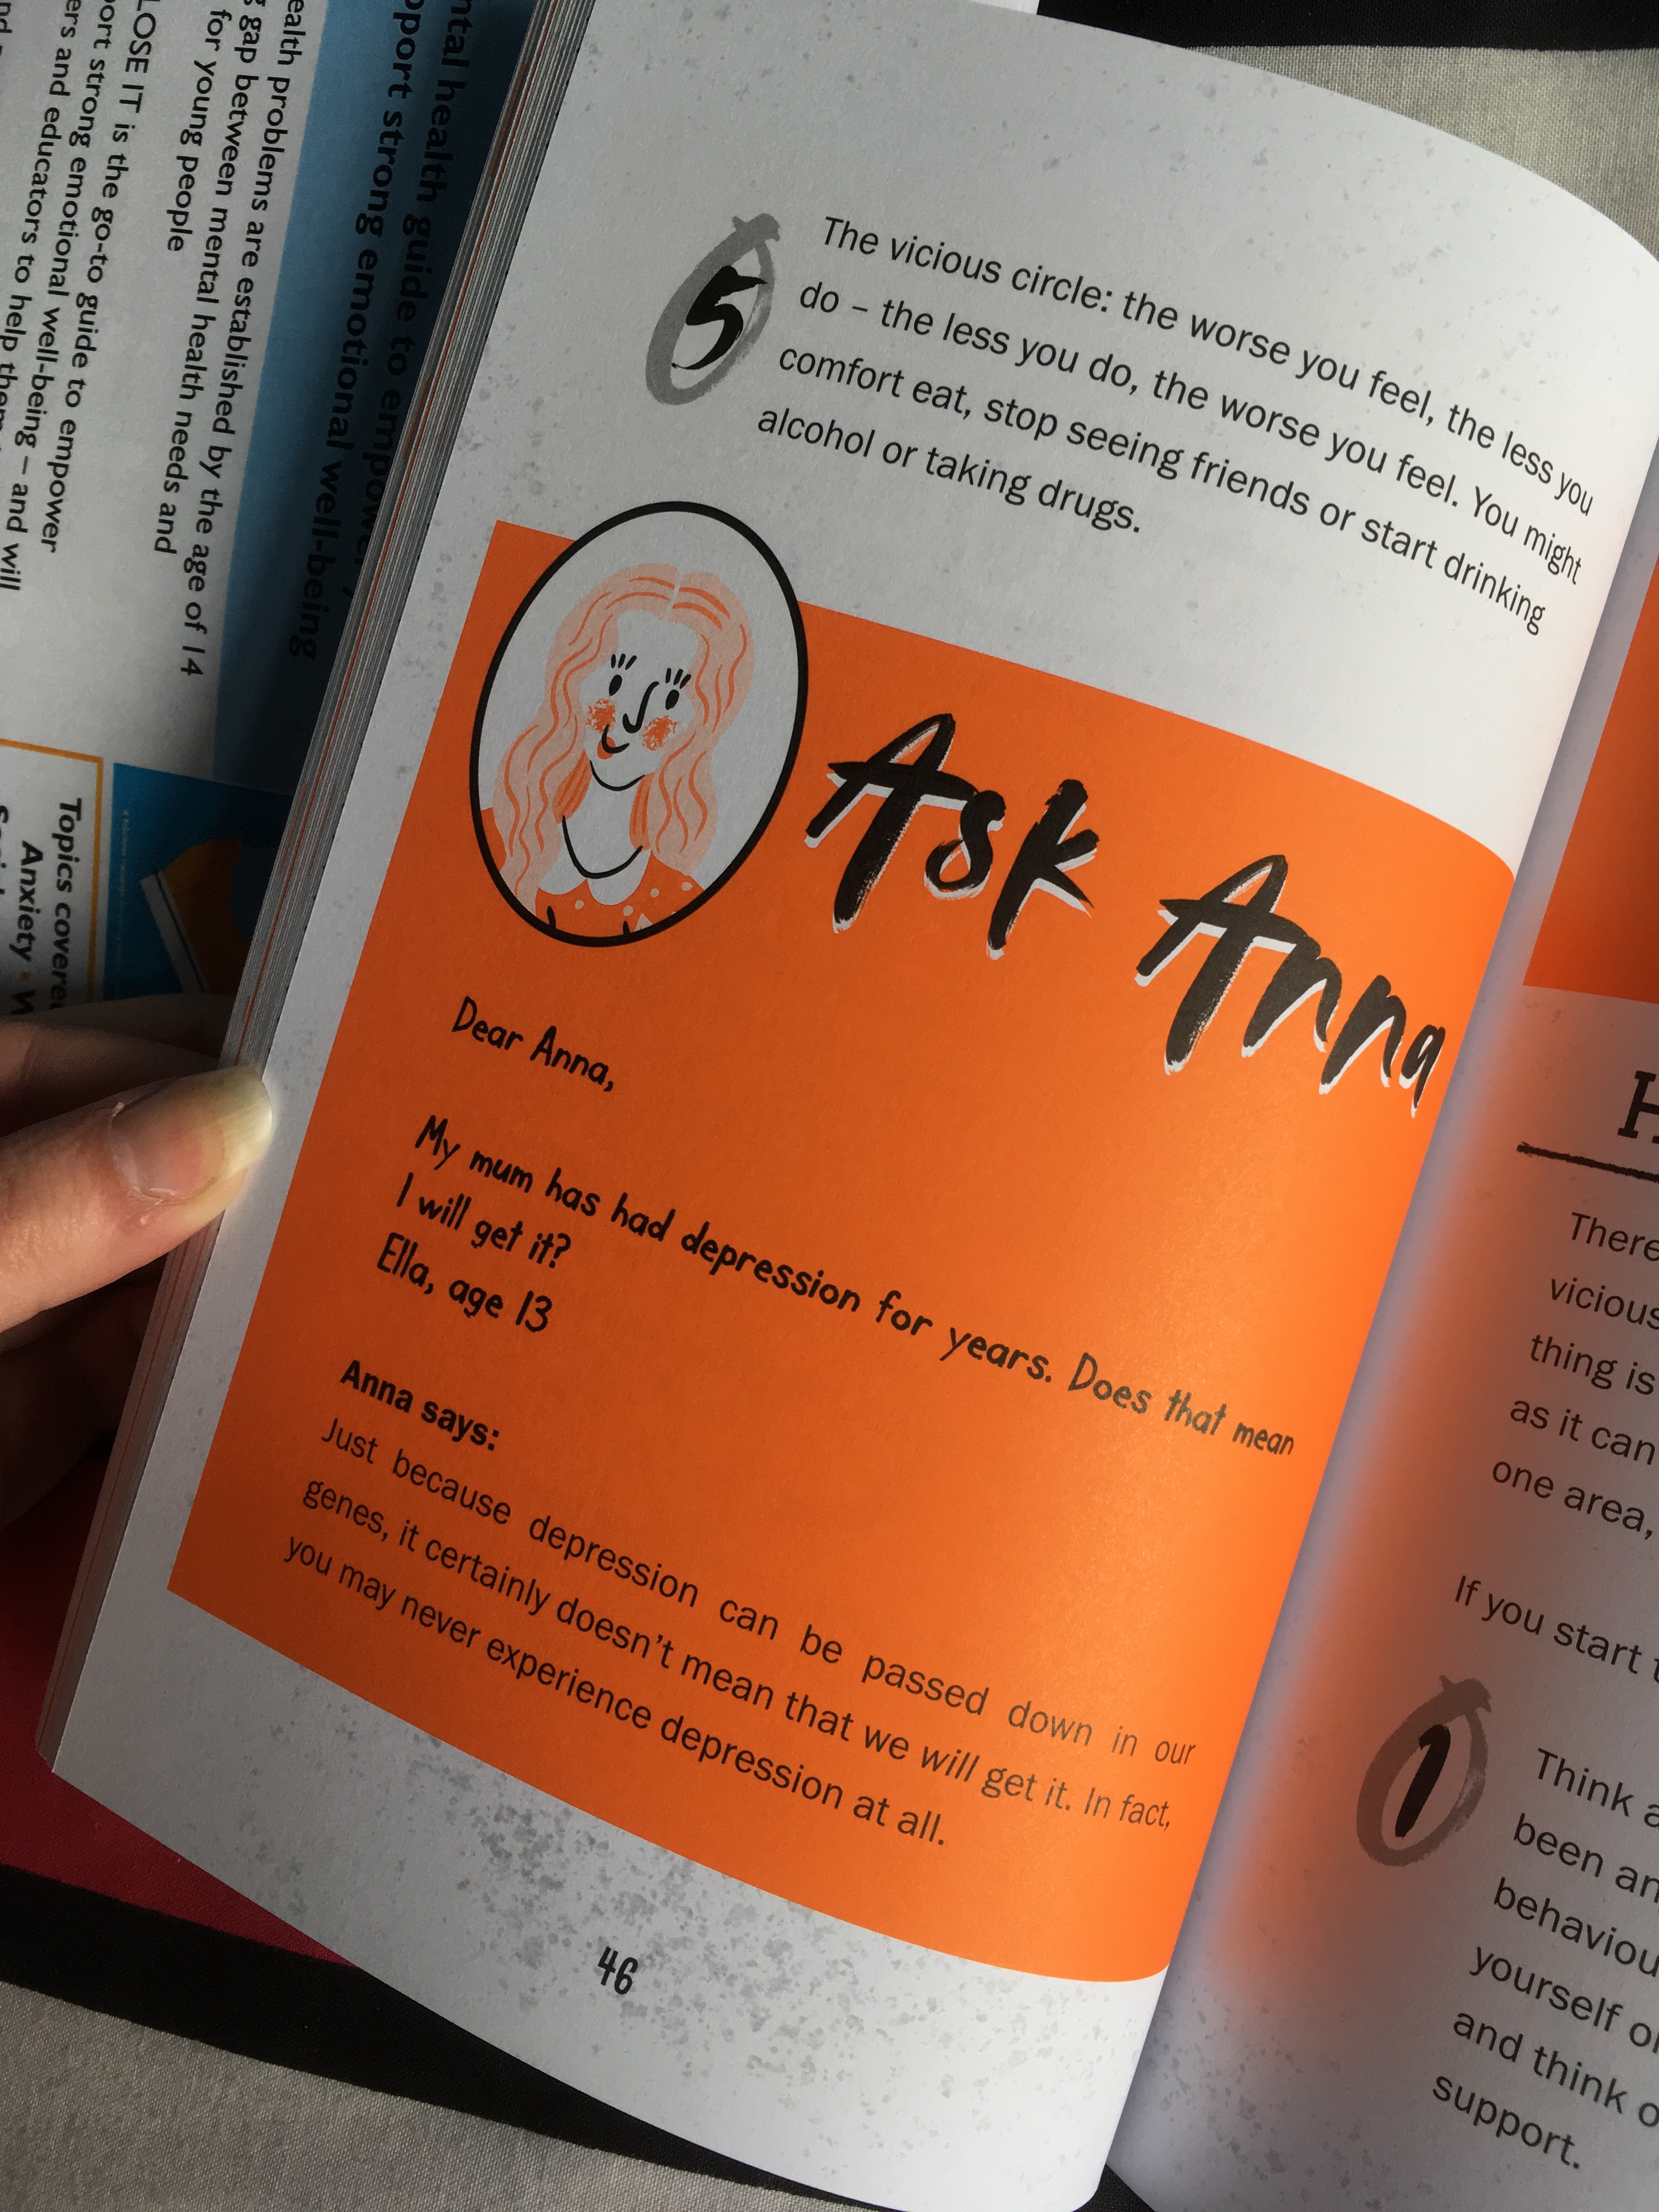 5
The vicious circle: the worse you feel, the less you
do – the less you do, the worse you feel. You might
comfort eat, stop seeing friends or start drinking
alcohol or taking drugs.
Ask Anna
Dear Anna,
My mum has had depression for years. Does that mean
I will get it?
Ella, age 13
Anna says:
Just because depression can be passed down in our
genes, it certainly doesn't mean that we will get it. In fact,
you may never experience depression at all.
46
There
vicious
thing is
as it can
one area,
If you start
1
Think
been
behaviou
yourself
and think
support.
ntal health guide to empower
pport strong emotional well-being
ealth problems are established by the age of 14
gap between mental health needs and
for young people
LOSE IT is the go-to guide to empower
ort strong emotional well-being – and will
ers and educators to help
Topics covered
Anxiety